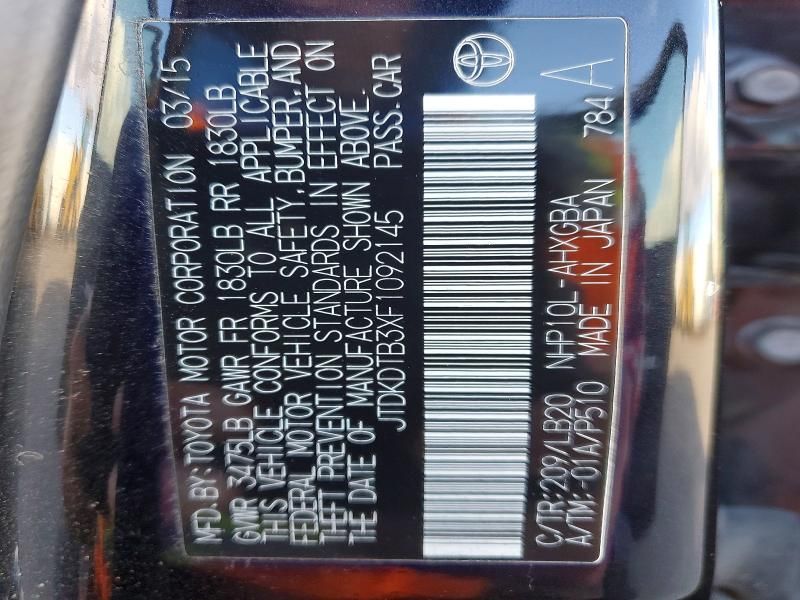 MFD.BY:TOYOTA MOTOR CORPORATION 03/15
GVWR 3475LB GAWR FR 1830LB RR 1830LB
THIS VEHICLE CONFORMS TO ALL APPLICABLE
FEDERAL MOTOR VEHICLE SAFETY,BUMPER,AND
THEFT PREVENTION STANDARDS IN EFFECT ON
THE DATE OF MANUFACTURE SHOWN ABOVE.
JTDKDTB3XF1092145 PASS.CAR
C/TR:209/LB20 NHP10L-AHXGBA
A/TM:-01A/P510 MADE IN JAPAN 784 A